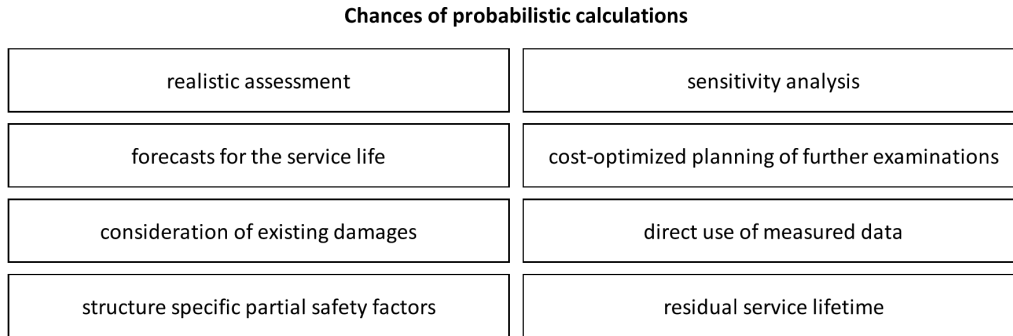 Chances of probabilistic calculations
realistic assessment
sensitivity analysis
forecasts for the service life
cost-optimized planning of further examinations
consideration of existing damages
direct use of measured data
structure specific partial safety factors
residual service lifetime